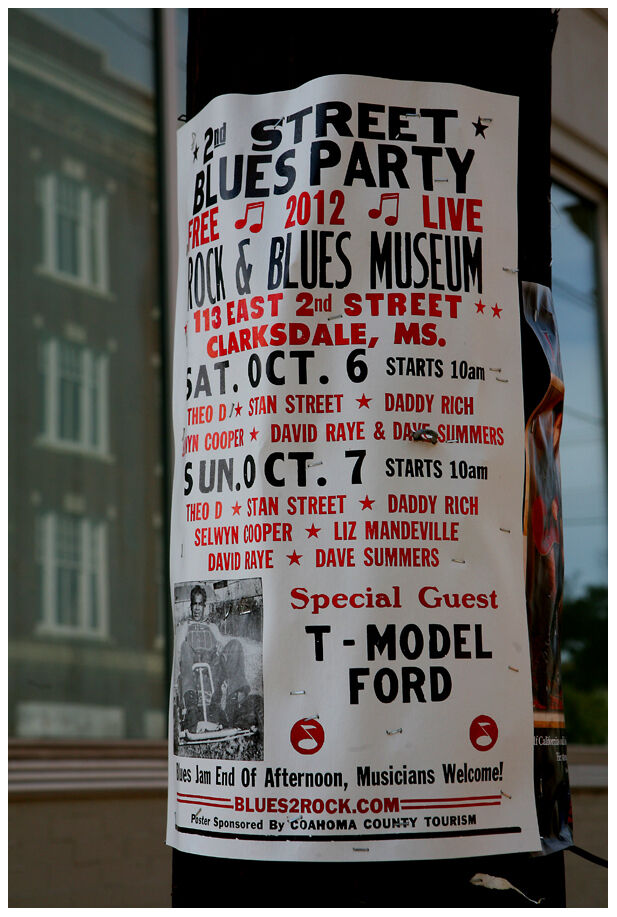 2nd STREET
BLUES PARTY
FREE 2012 LIVE
ROCK & BLUES MUSEUM
113 EAST 2nd STREET
CLARKSDALE, MS.
SAT. OCT. 6 STARTS 10am
THEO D STAN STREET DADDY RICH
WYN COOPER DAVID RAYE & DAVE SUMMERS
SUN. OCT. 7 STARTS 10am
THEO D STAN STREET DADDY RICH
SELWYN COOPER LIZ MANDEVILLE
DAVID RAYE DAVE SUMMERS
Special Guest
T-MODEL
FORD
Blues Jam End Of Afternoon, Musicians Welcome!
BLUES2ROCK.COM
Poster Sponsored By COAHOMA COUNTY TOURISM